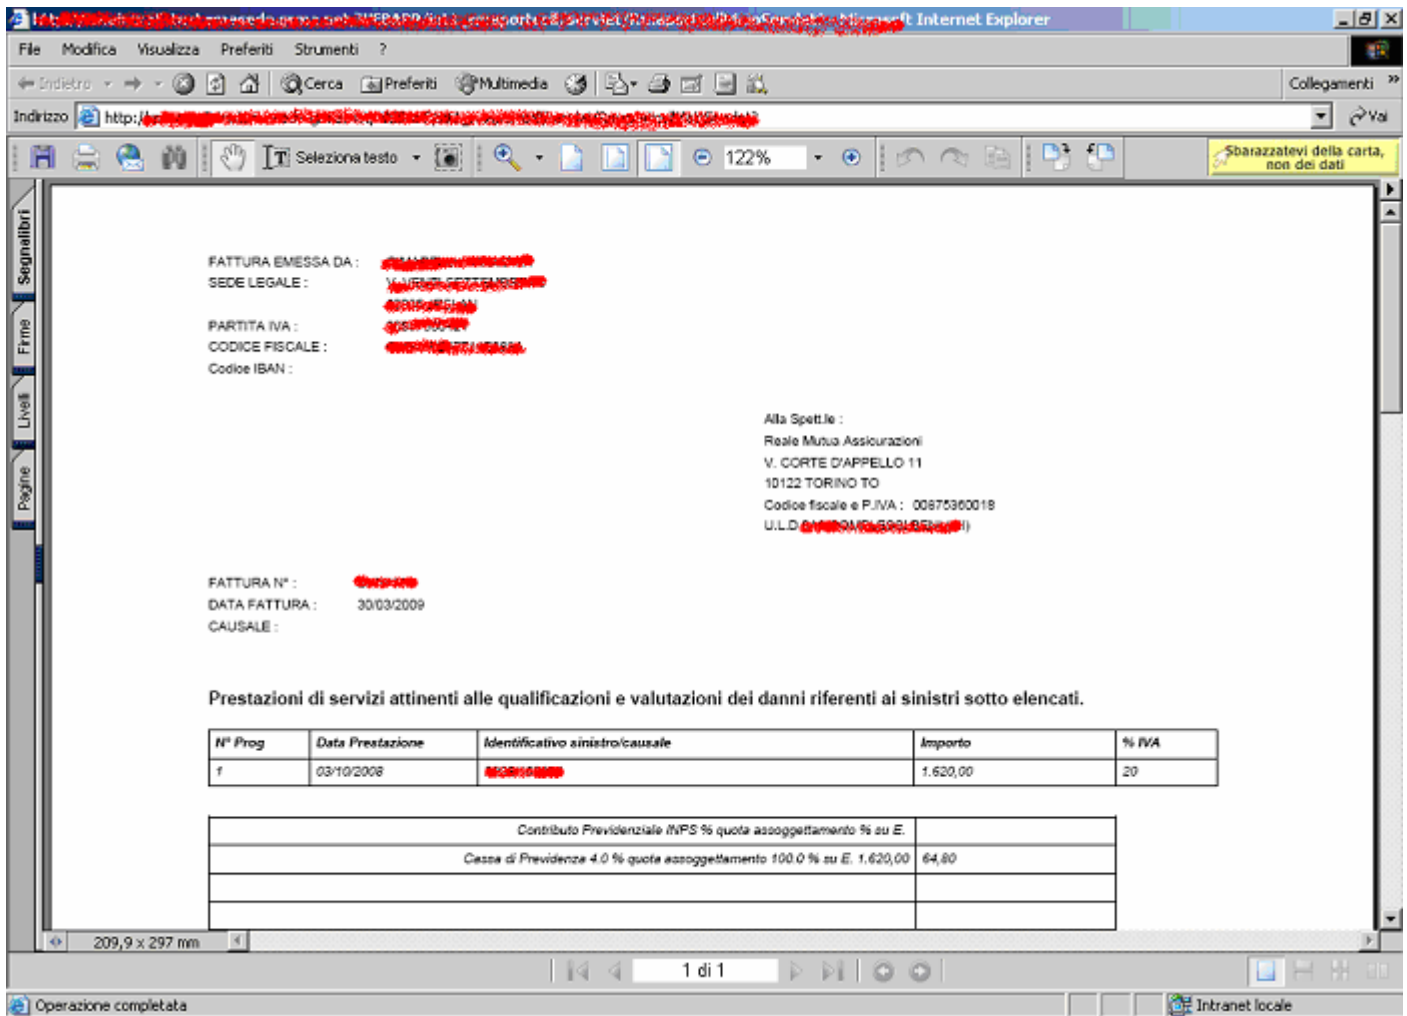 t Internet Explorer
File Modifica Visualizza Preferiti Strumenti ?
Indietro Cerca Preferiti Multimedia Collegamenti »
Indirizzo http:/ Vai
Seleziona testo 122% Sbarazzatevi della carta,
non dei dati
Segnalibri
Firme
Livelli
Pagine
FATTURA EMESSA DA :
SEDE LEGALE :
PARTITA IVA :
CODICE FISCALE :
Codice IBAN :
Alla Spett.le :
Reale Mutua Assicurazioni
V. CORTE D'APPELLO 11
10122 TORINO TO
Codice fiscale e P.IVA : 00875360018
U.L.D.
FATTURA N° :
DATA FATTURA : 30/03/2009
CAUSALE :
Prestazioni di servizi attinenti alle qualificazioni e valutazioni dei danni riferenti ai sinistri sotto elencati.
N° Prog Data Prestazione Identificativo sinistro/causale Importo % IVA
1 03/10/2008 1.620,00 20
Contributo Previdenziale INPS % quota assoggettamento % su E.
Cassa di Previdenza 4.0 % quota assoggettamento 100.0 % su E. 1.620,00 64,80
209,9 x 297 mm
1 di 1
Operazione completata Intranet locale